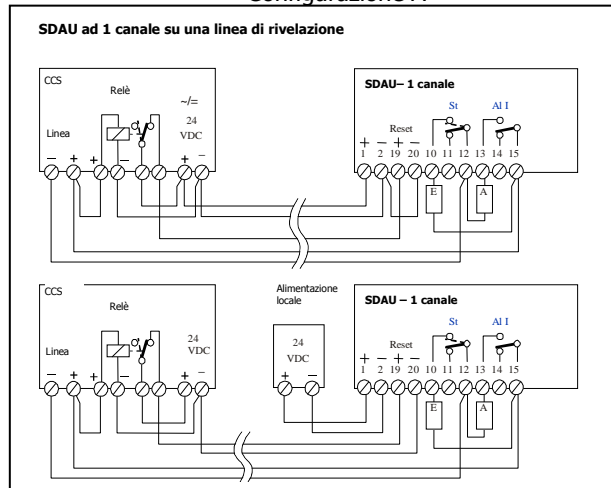 SDAU ad 1 canale su una linea di rivelazione
CCS
Relè
~/=
24
VDC
Linea
− + + − + −
SDAU– 1 canale
St Al I
Reset
+ − + −
1 2 19 20 10 11 12 13 14 15
E A
CCS
Relè
24
VDC
Linea
− + + − + −
Alimentazione
locale
24
VDC
+ −
SDAU – 1 canale
St Al I
Reset
+ − + −
1 2 19 20 10 11 12 13 14 15
E A